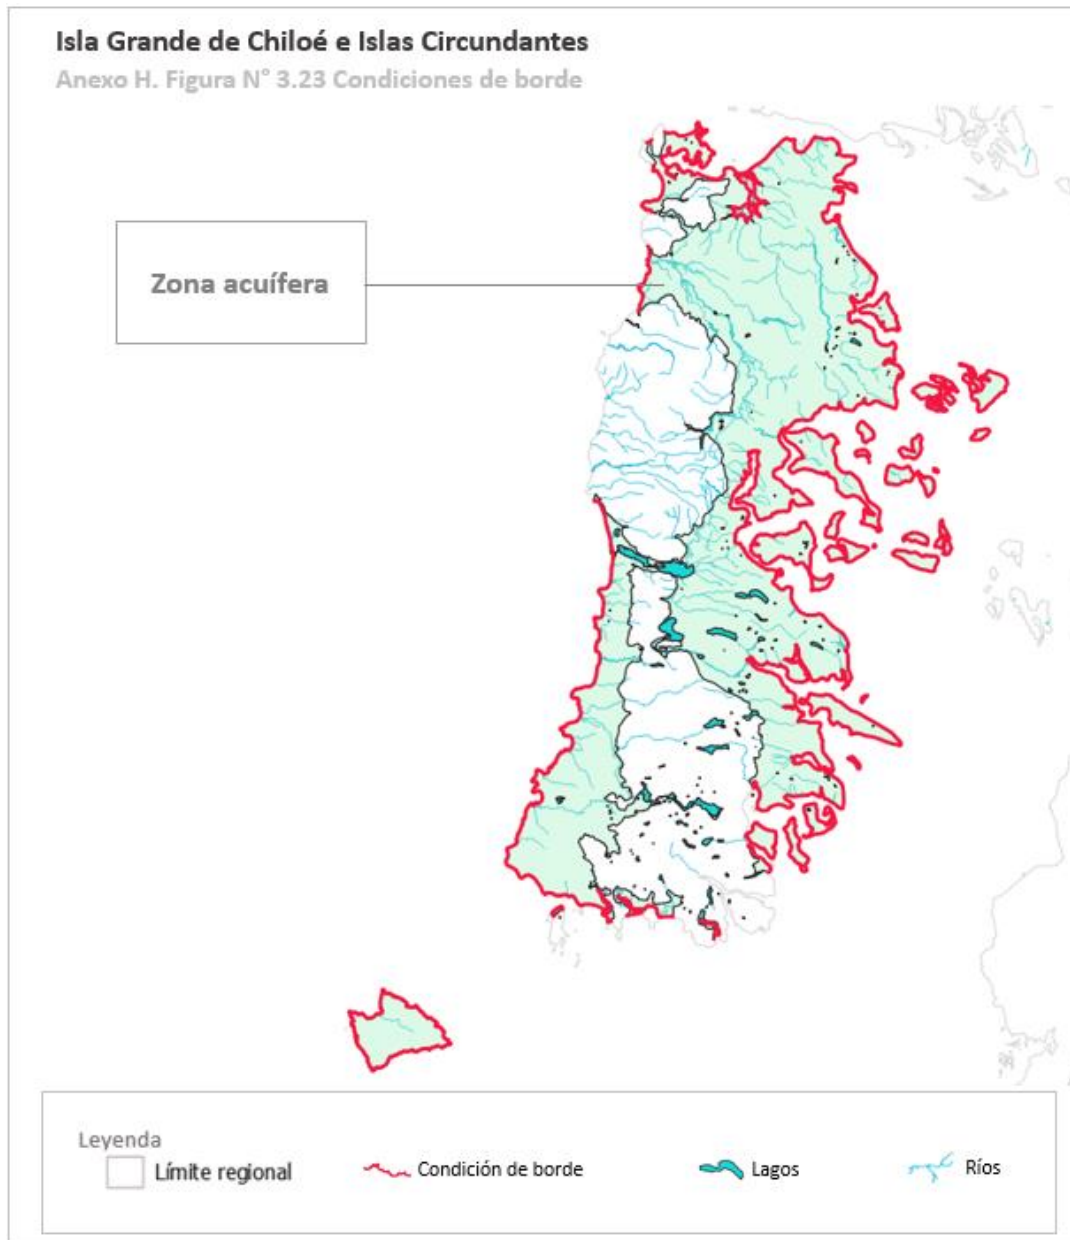 Isla Grande de Chiloé e Islas Circundantes
Anexo H. Figura N° 3.23 Condiciones de borde
Zona acuífera
Leyenda
Límite regional
Condición de borde
Lagos
Ríos